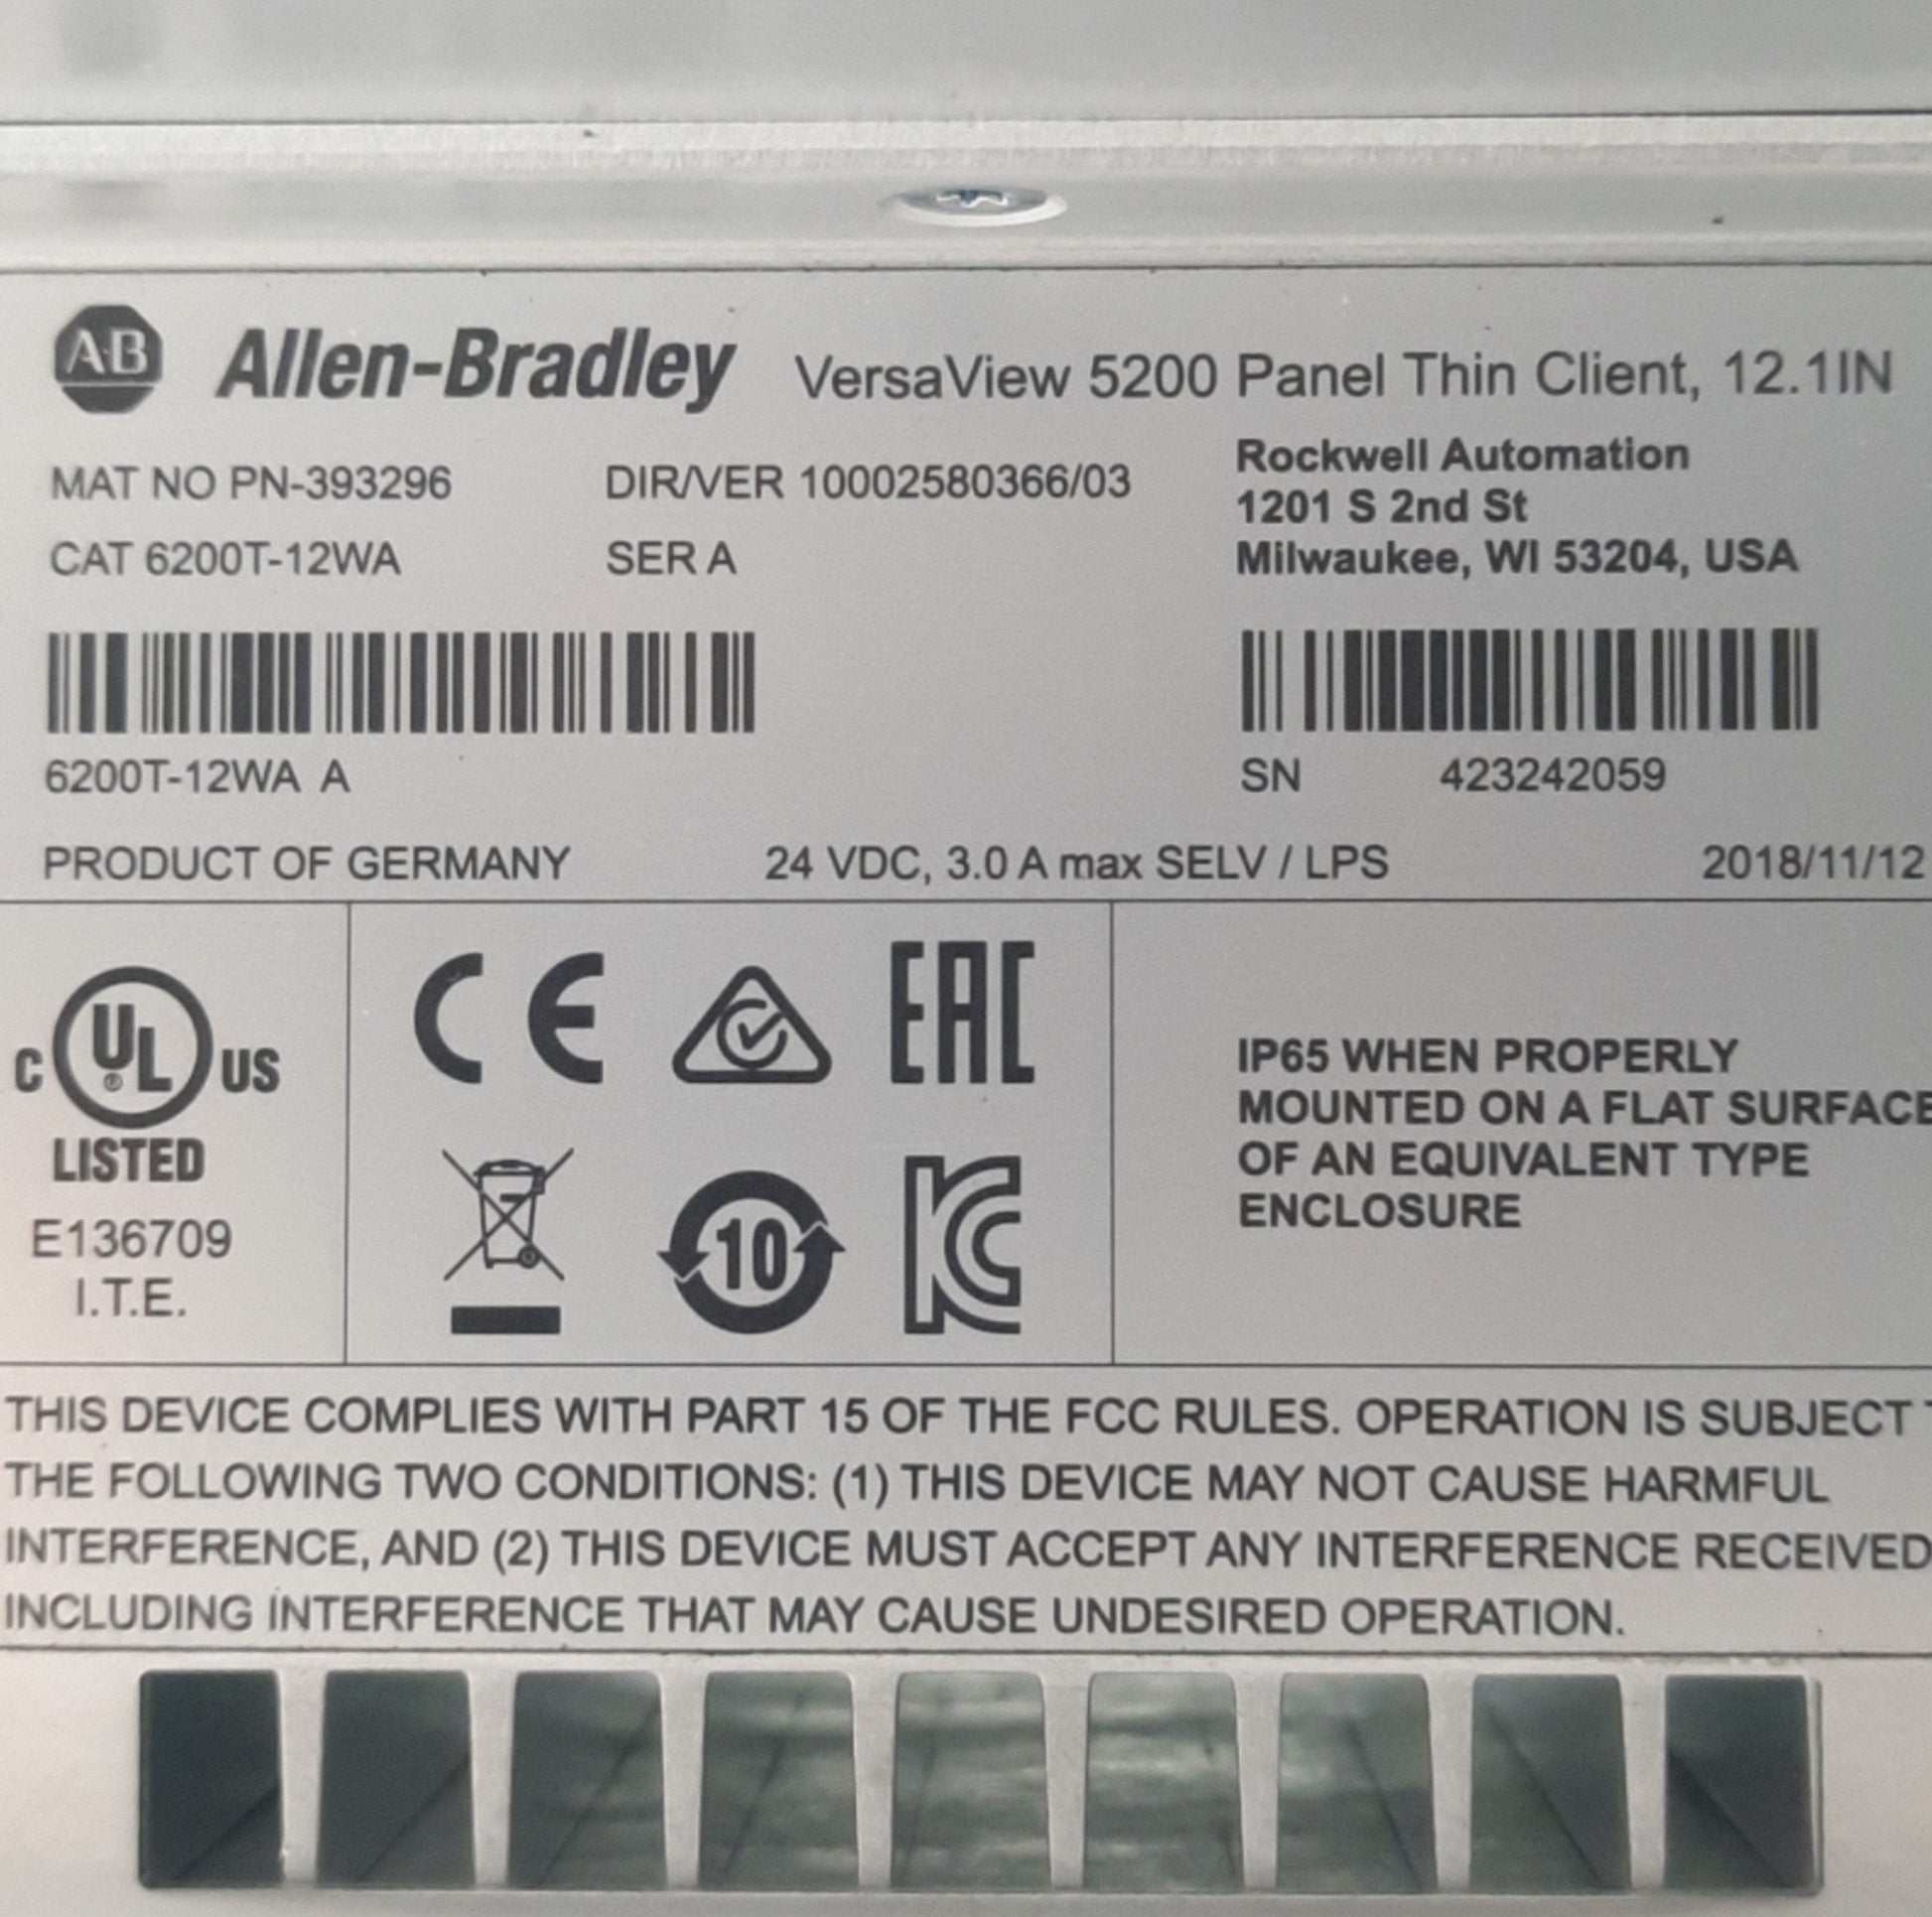 AB Allen-Bradley VersaView 5200 Panel Thin Client, 12.1IN
MAT NO PN-393296 DIR/VER 10002580366/03
CAT 6200T-12WA SER A
Rockwell Automation
1201 S 2nd St
Milwaukee, WI 53204, USA
6200T-12WA A
SN 423242059
PRODUCT OF GERMANY 24 VDC, 3.0 A max SELV / LPS 2018/11/12
C UL ® US
LISTED
E136709
I.T.E.
CE EAC
10 KC
IP65 WHEN PROPERLY
MOUNTED ON A FLAT SURFACE
OF AN EQUIVALENT TYPE
ENCLOSURE
THIS DEVICE COMPLIES WITH PART 15 OF THE FCC RULES. OPERATION IS SUBJECT
THE FOLLOWING TWO CONDITIONS: (1) THIS DEVICE MAY NOT CAUSE HARMFUL
INTERFERENCE, AND (2) THIS DEVICE MUST ACCEPT ANY INTERFERENCE RECEIVED
INCLUDING INTERFERENCE THAT MAY CAUSE UNDESIRED OPERATION.